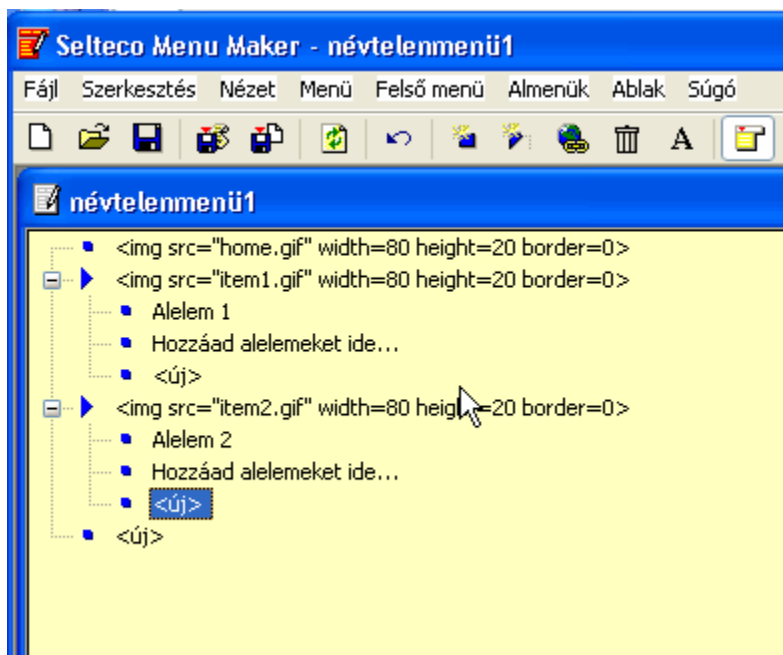 Selteco Menu Maker - névtelenmenü1
Fájl Szerkesztés Nézet Menü Felső menü Almenük Ablak Súgó
A
névtelenmenü1
<img src="home.gif" width=80 height=20 border=0>
<img src="item1.gif" width=80 height=20 border=0>
Alelem 1
Hozzáad alelemeket ide...
<új>
<img src="item2.gif" width=80 height=20 border=0>
Alelem 2
Hozzáad alelemeket ide...
<új>
<új>